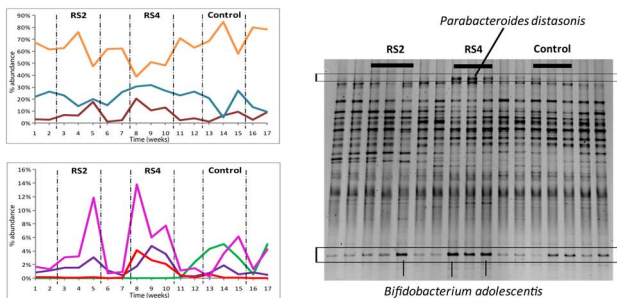 RS2 RS4 Control
% abundance
90%
80%
70%
60%
50%
40%
30%
20%
10%
0%
1 2 3 4 5 6 7 8 9 10 11 12 13 14 15 16 17
Time (weeks)
RS2 RS4 Control
% abundance
16%
14%
12%
10%
8%
6%
4%
2%
0%
1 2 3 4 5 6 7 8 9 10 11 12 13 14 15 16 17
Time (weeks)
Parabacteroides distasonis
RS2 RS4 Control
Bifidobacterium adolescentis